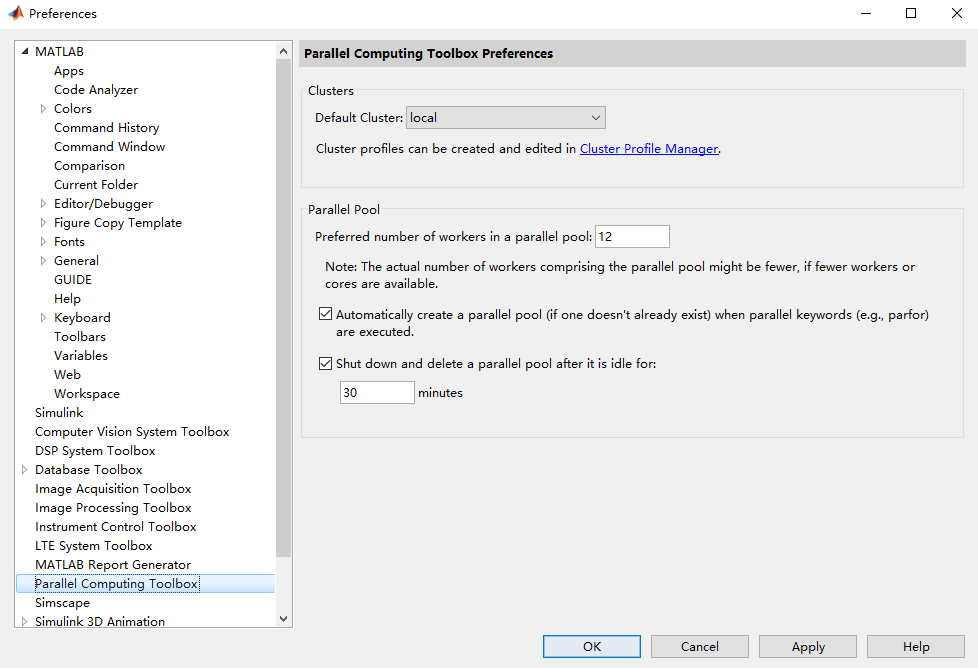 Preferences
MATLAB
Apps
Code Analyzer
Colors
Command History
Command Window
Comparison
Current Folder
Editor/Debugger
Figure Copy Template
Fonts
General
GUIDE
Help
Keyboard
Toolbars
Variables
Web
Workspace
Simulink
Computer Vision System Toolbox
DSP System Toolbox
Database Toolbox
Image Acquisition Toolbox
Image Processing Toolbox
Instrument Control Toolbox
LTE System Toolbox
MATLAB Report Generator
Parallel Computing Toolbox
Simscape
Simulink 3D Animation
Parallel Computing Toolbox Preferences
Clusters
Default Cluster: local
Cluster profiles can be created and edited in Cluster Profile Manager.
Parallel Pool
Preferred number of workers in a parallel pool: 12
Note: The actual number of workers comprising the parallel pool might be fewer, if fewer workers or
cores are available.
Automatically create a parallel pool (if one doesn't already exist) when parallel keywords (e.g., parfor)
are executed.
Shut down and delete a parallel pool after it is idle for:
30 minutes
OK Cancel Apply Help